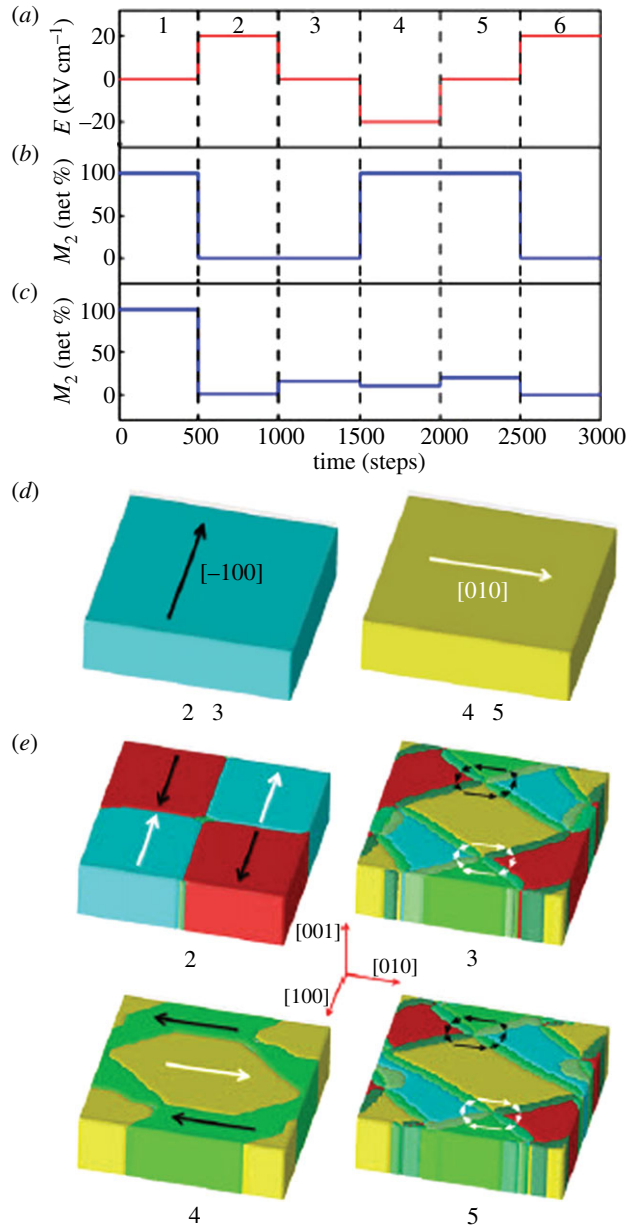 (a)
1 2 3 4 5 6
E (kV cm⁻¹)
20
0
−20
(b)
M₂ (net %)
100
50
0
(c)
M₂ (net %)
100
50
0
0 500 1000 1500 2000 2500 3000
time (steps)
(d)
[–100]
[010]
2 3
4 5
(e)
2
3
[001]
[010]
[100]
4
5